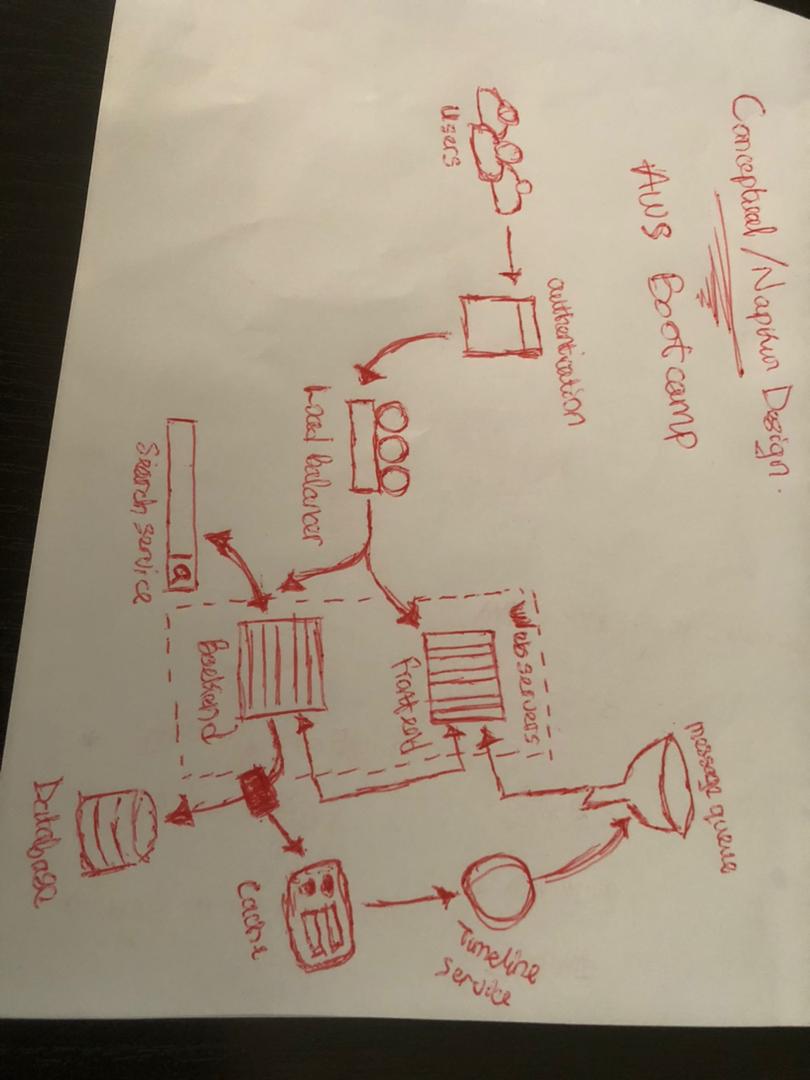 Conceptual / Napkin Design.
AWS Bootcamp
Users
authentication
Load balancer
Web servers
message queue
frontend
Timeline
service
Search service
Q
Backend
Cache
Database